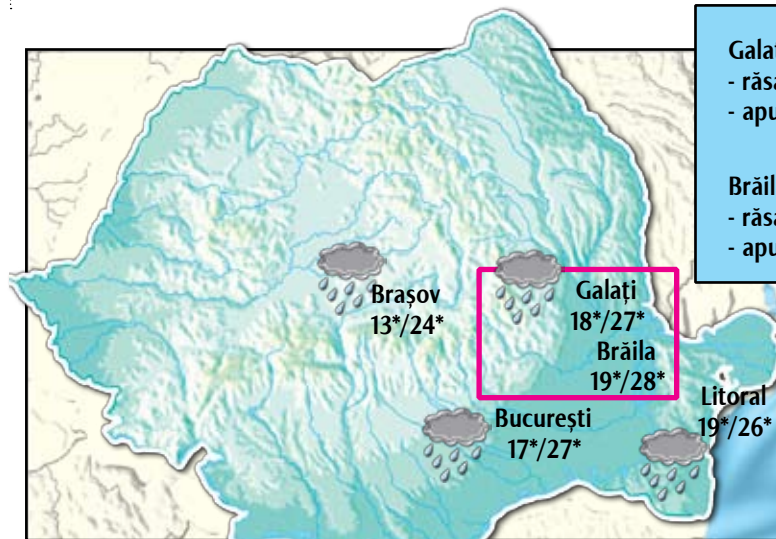 Brașov
13*/24*
Galați
18*/27*
Brăila
19*/28*
București
17*/27*
Litoral
19*/26*